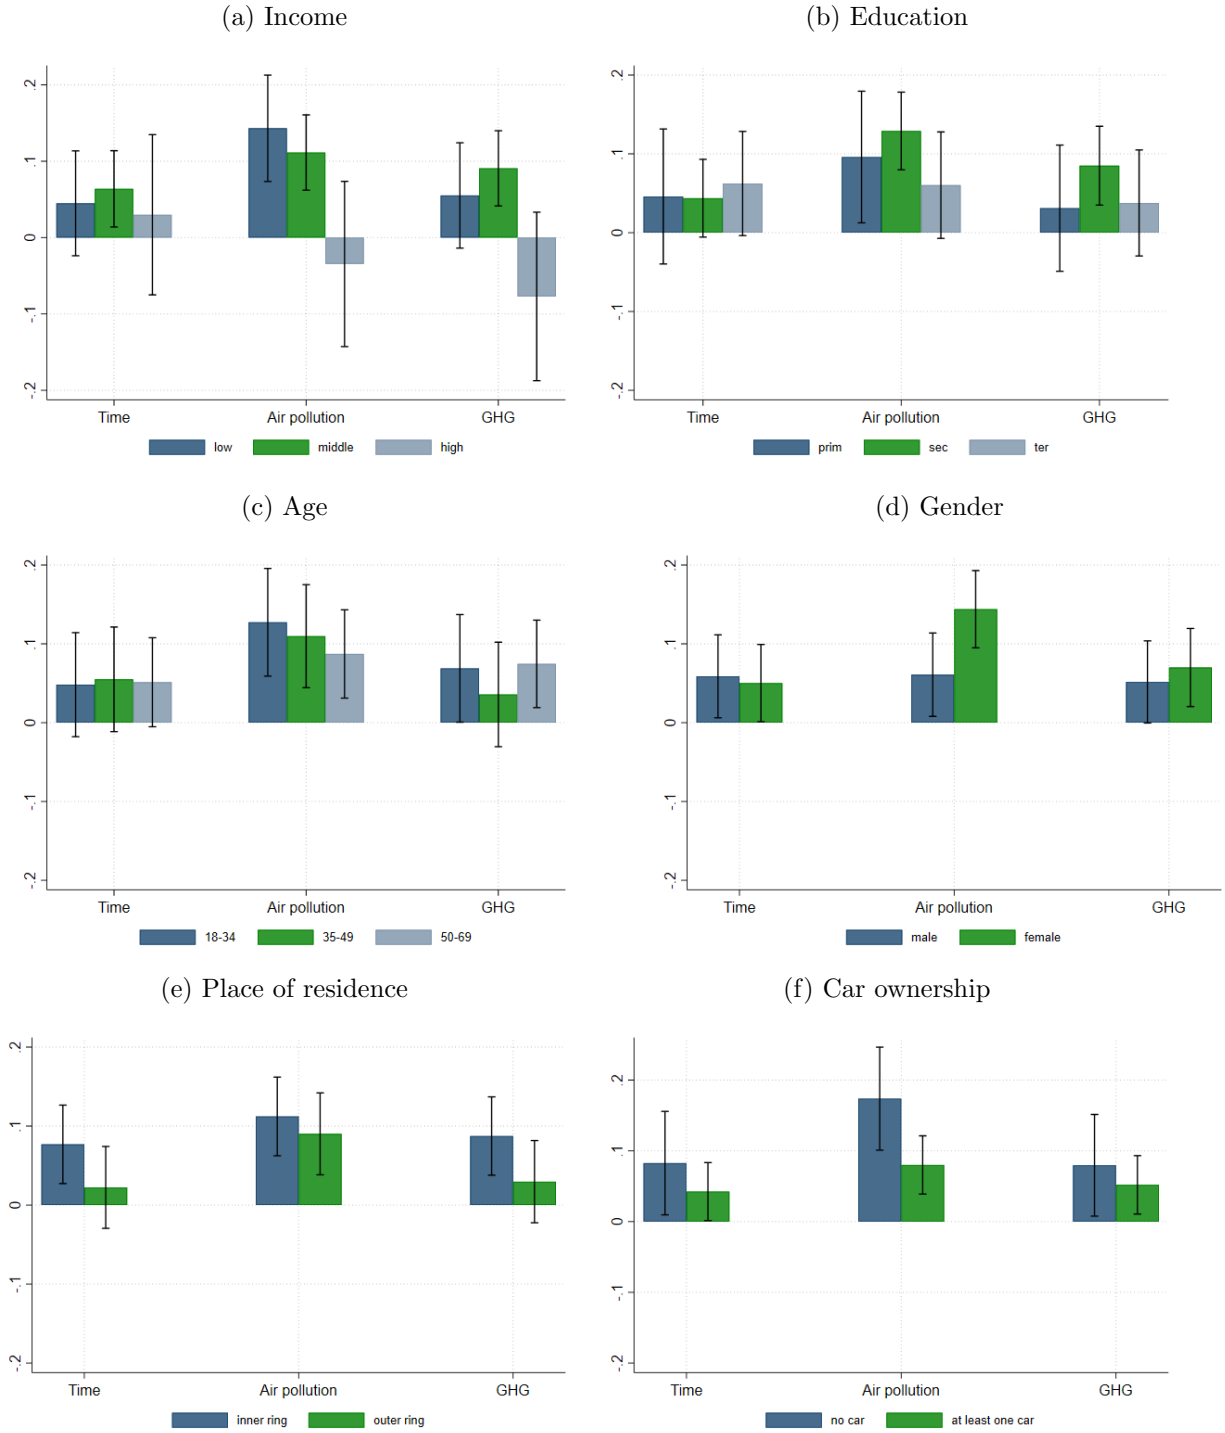 (a) Income
.2
.1
0
-.1
-.2
Time Air pollution GHG
low middle high
(b) Education
.2
.1
0
-.1
-.2
Time Air pollution GHG
prim sec ter
(c) Age
.2
.1
0
-.1
-.2
Time Air pollution GHG
18-34 35-49 50-69
(d) Gender
.2
.1
0
-.1
-.2
Time Air pollution GHG
male female
(e) Place of residence
.2
.1
0
-.1
-.2
Time Air pollution GHG
inner ring outer ring
(f) Car ownership
.2
.1
0
-.1
-.2
Time Air pollution GHG
no car at least one car